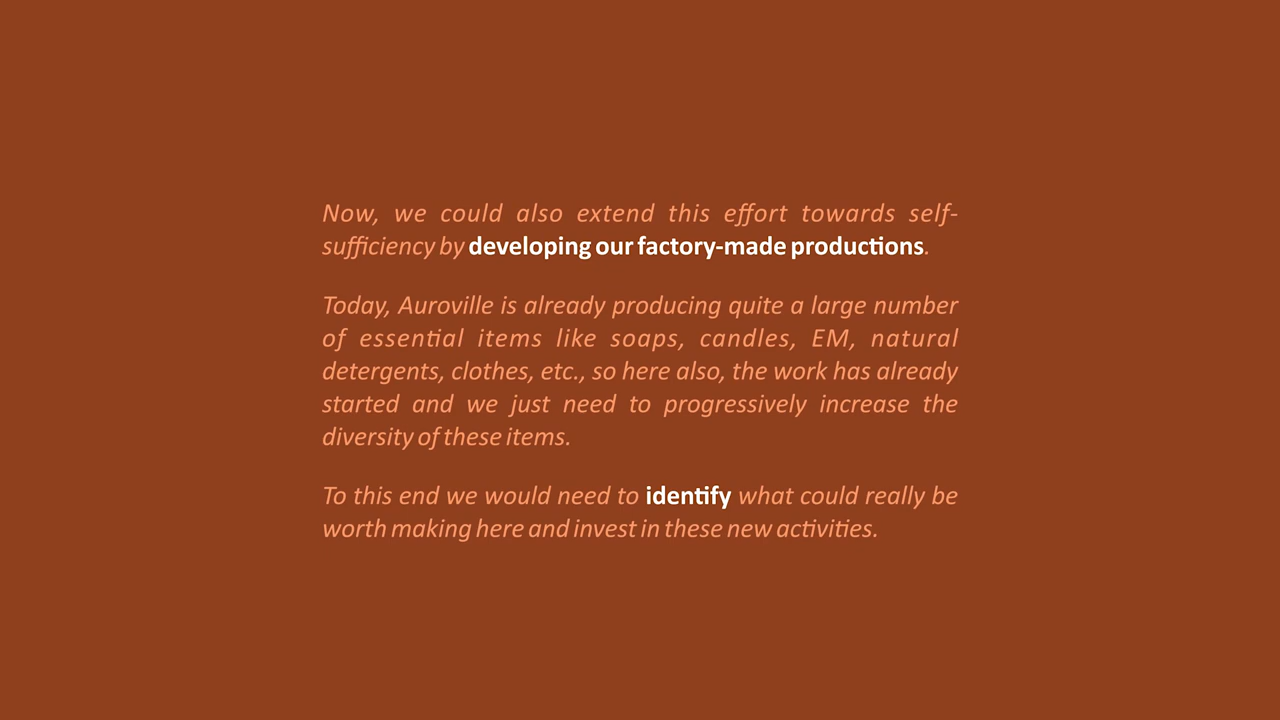 Now, we could also extend this effort towards self-
sufficiency by developing our factory-made productions.
Today, Auroville is already producing quite a large number
of essential items like soaps, candles, EM, natural
detergents, clothes, etc., so here also, the work has already
started and we just need to progressively increase the
diversity of these items.
To this end we would need to identify what could really be
worth making here and invest in these new activities.